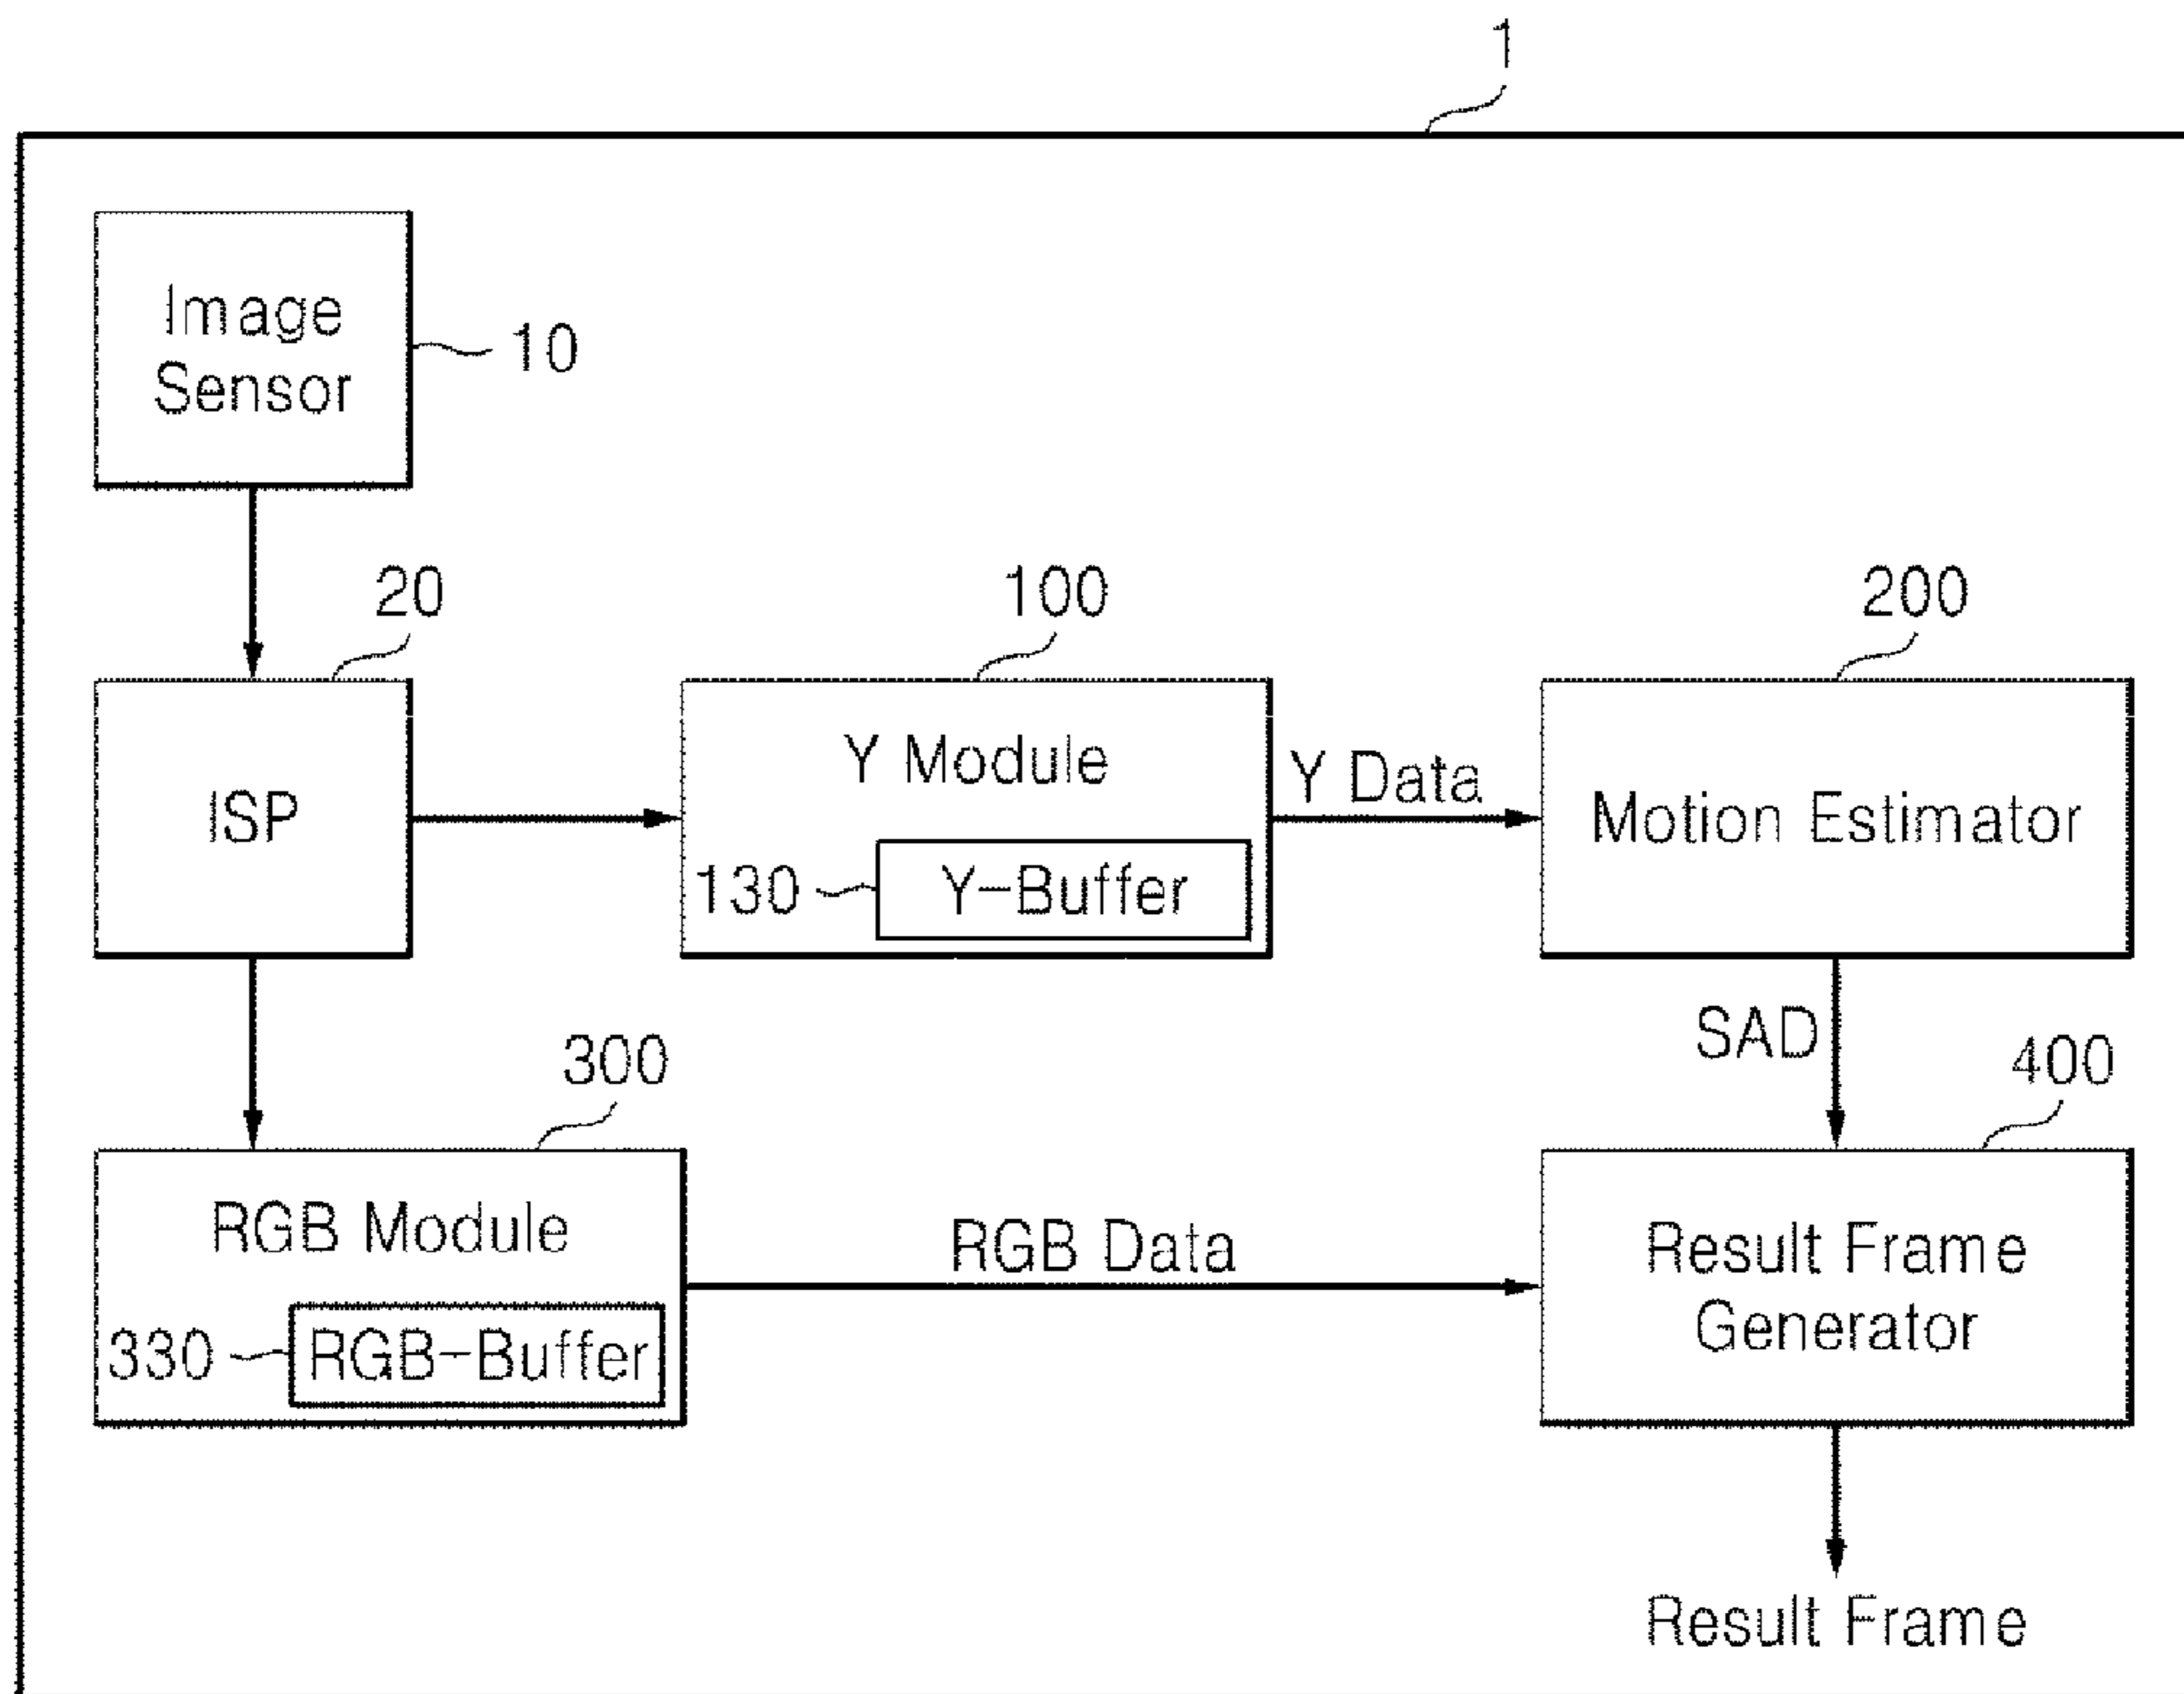 1
Image
Sensor
10
20
100
200
ISP
Y Module
Y Data
Motion Estimator
130
Y-Buffer
SAD
300
400
RGB Module
RGB Data
Result Frame
Generator
330
RGB-Buffer
Result Frame